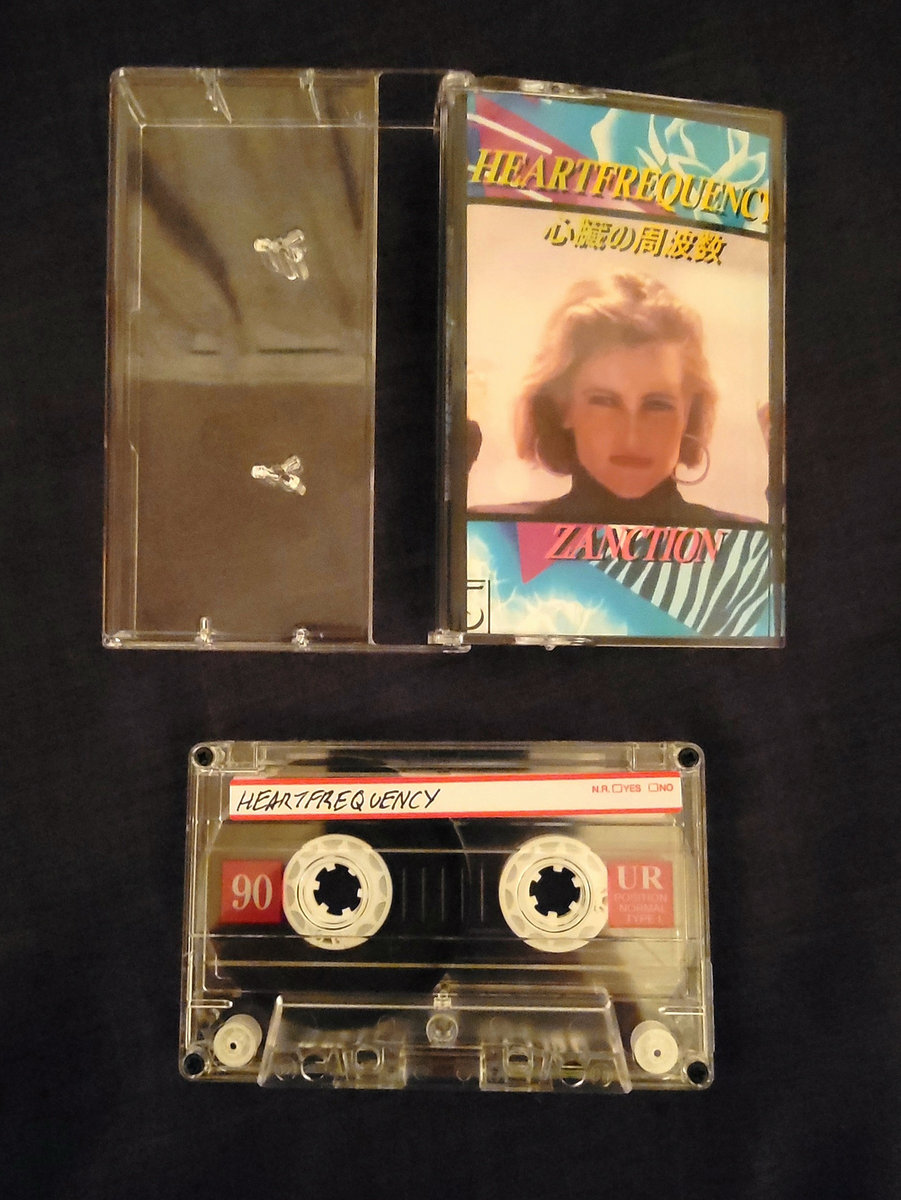 HEARTFREQUENCY
心臓の周波数
ZANCTION
HEARTFREQUENCY
N.R. □YES □NO
90
UR
POSITION
NORMAL
TYPE I